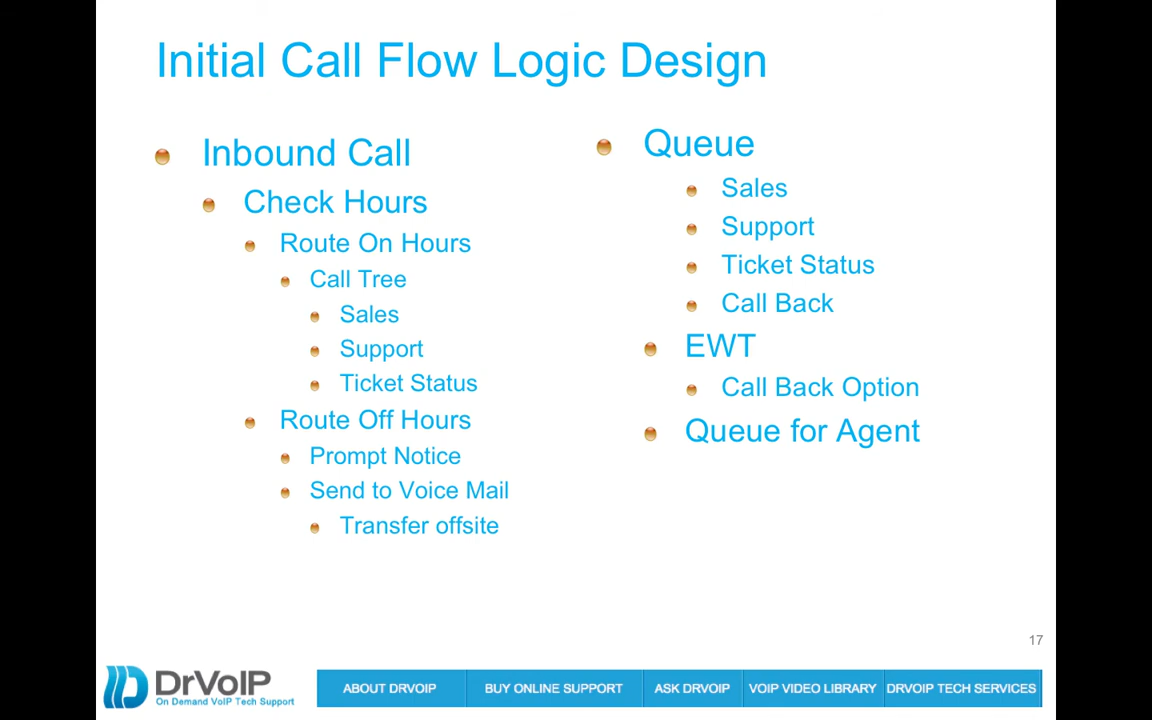 Initial Call Flow Logic Design
Inbound Call
Check Hours
Route On Hours
Call Tree
Sales
Support
Ticket Status
Route Off Hours
Prompt Notice
Send to Voice Mail
Transfer offsite
Queue
Sales
Support
Ticket Status
Call Back
EWT
Call Back Option
Queue for Agent
17
DrVoIP
On Demand VoIP Tech Support
ABOUT DRVOIP
BUY ONLINE SUPPORT
ASK DRVOIP
VOIP VIDEO LIBRARY
DRVOIP TECH SERVICES